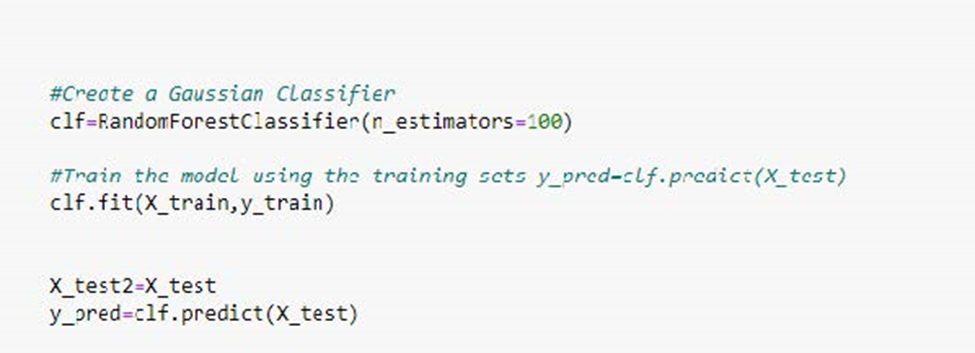 #Create a Gaussian Classifier
clf=RandomForestClassifier(n_estimators=100)
#Train the model using the training sets y_pred=clf.predict(X_test)
clf.fit(X_train,y_train)
X_test2=X_test
y_pred=clf.predict(X_test)